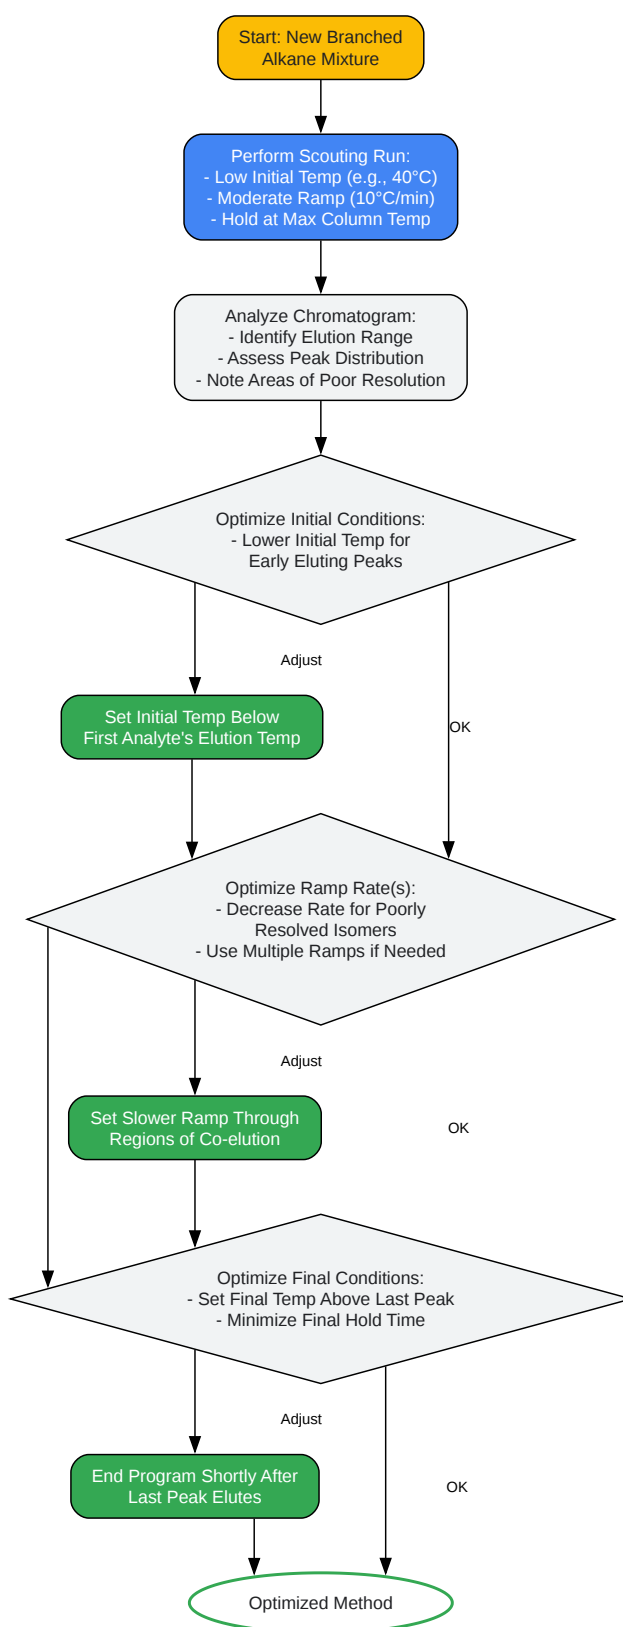 Start: New Branched
Alkane Mixture
Perform Scouting Run:
- Low Initial Temp (e.g., 40°C)
- Moderate Ramp (10°C/min)
- Hold at Max Column Temp
Analyze Chromatogram:
- Identify Elution Range
- Assess Peak Distribution
- Note Areas of Poor Resolution
Optimize Initial Conditions:
- Lower Initial Temp for
Early Eluting Peaks
Adjust
Set Initial Temp Below
First Analyte's Elution Temp
OK
Optimize Ramp Rate(s):
- Decrease Rate for Poorly
Resolved Isomers
- Use Multiple Ramps if Needed
Adjust
Set Slower Ramp Through
Regions of Co-elution
OK
Optimize Final Conditions:
- Set Final Temp Above Last Peak
- Minimize Final Hold Time
Adjust
End Program Shortly After
Last Peak Elutes
OK
Optimized Method